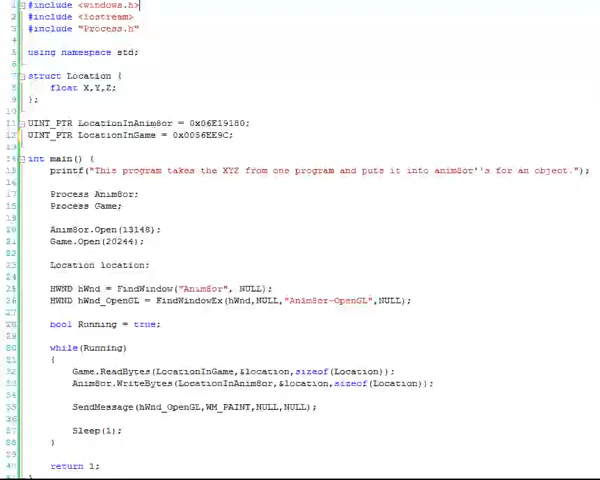 #include <windows.h>
#include <iostream>
#include "Process.h"
using namespace std;
struct Location {
float X,Y,Z;
};
UINT_PTR LocationInAnim8or = 0x06E19180;
UINT_PTR LocationInGame = 0x0056EE9C;
int main() {
printf("This program takes the XYZ from one program and puts it into anim8or''s for an object.");
Process Anim8or;
Process Game;
Anim8or.Open(13148);
Game.Open(20244);
Location location;
HWND hWnd = FindWindow("Anim8or", NULL);
HWND hWnd_OpenGL = FindWindowEx(hWnd,NULL,"Anim8or-OpenGL",NULL);
bool Running = true;
while(Running)
{
Game.ReadBytes(LocationInGame,&location,sizeof(Location));
Anim8or.WriteBytes(LocationInAnim8or,&location,sizeof(Location));
SendMessage(hWnd_OpenGL,WM_PAINT,NULL,NULL);
Sleep(1);
}
return 1;